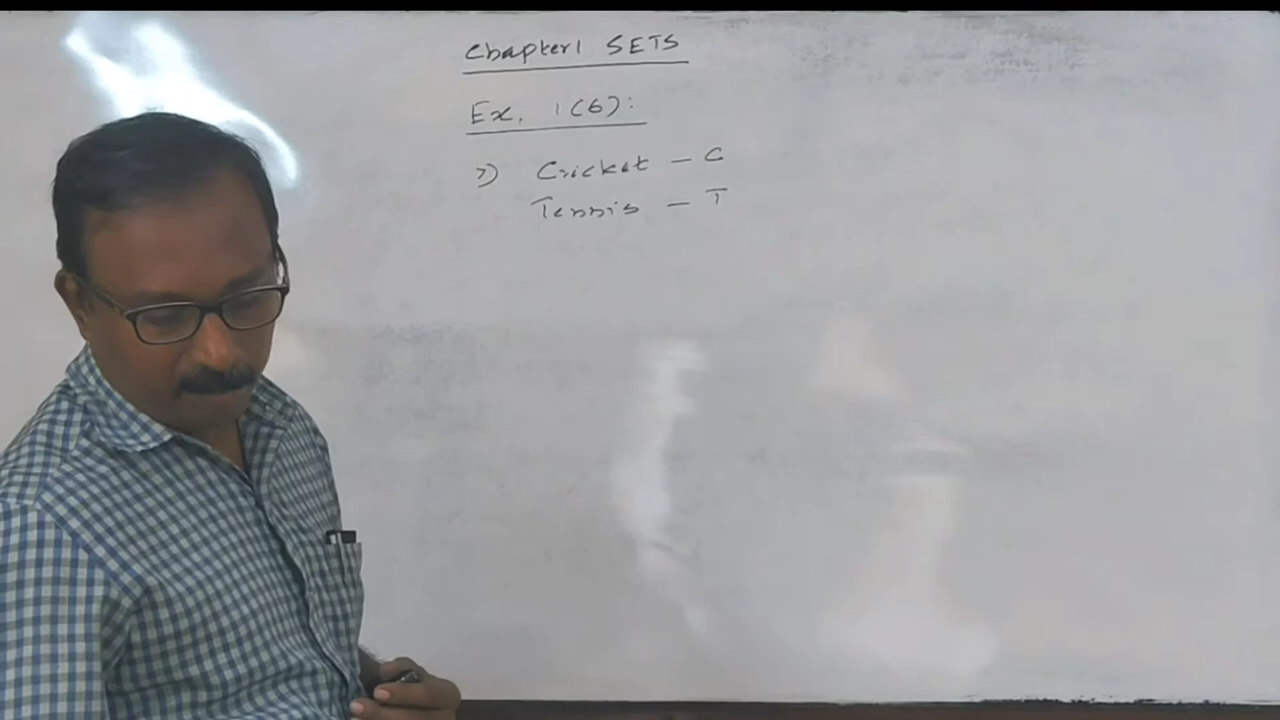 Chapter1 SETS
Ex. 1(6):
7) Cricket - C
Tennis - T